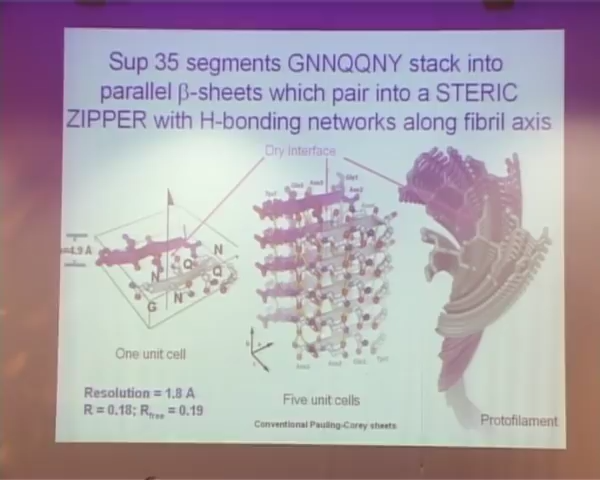 Sup 35 segments GNNQQNY stack into
parallel β-sheets which pair into a STERIC
ZIPPER with H-bonding networks along fibril axis
Dry Interface
4.9 A
N
Q
Q
N
N
G
One unit cell
Five unit cells
Resolution = 1.8 A
R = 0.18; Rfree = 0.19
Conventional Pauling-Corey sheets
Protofilament